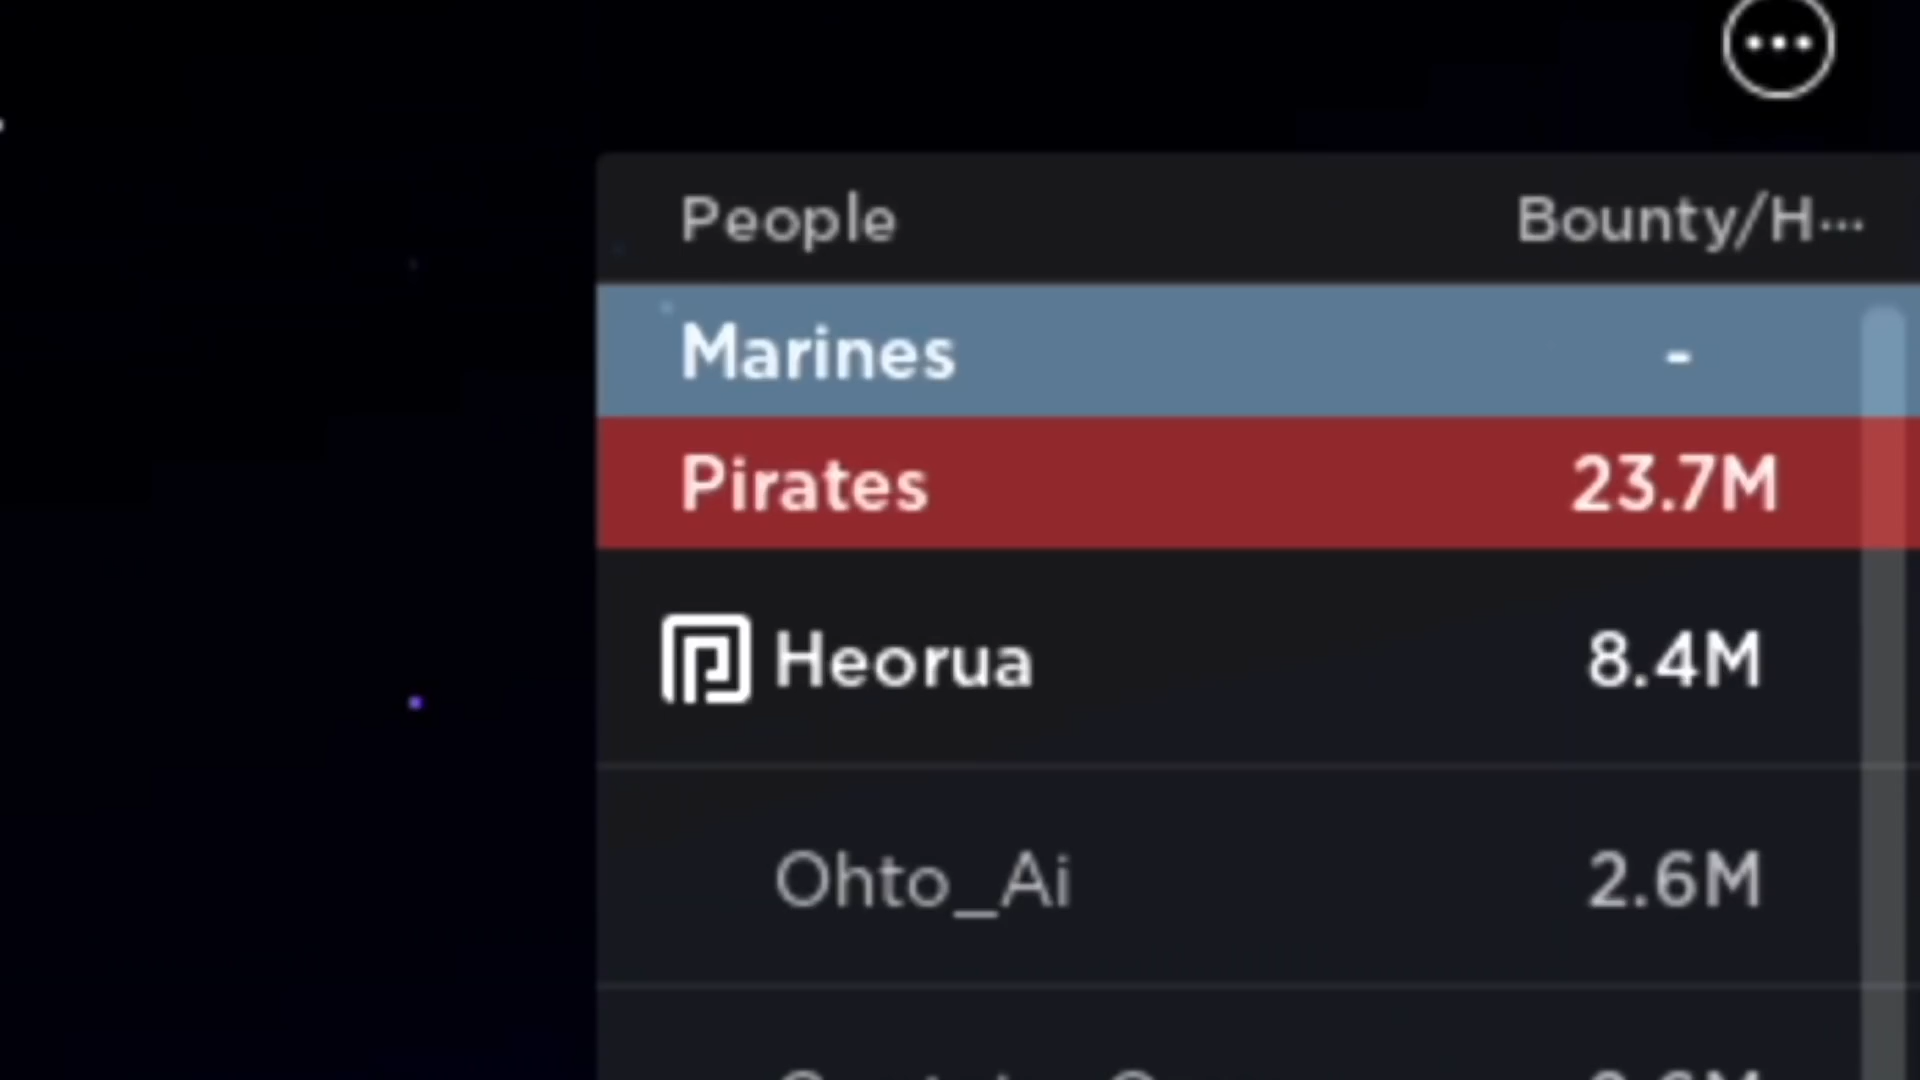 People Bounty/H...
Marines -
Pirates 23.7M
Heorua 8.4M
Ohto_Ai 2.6M